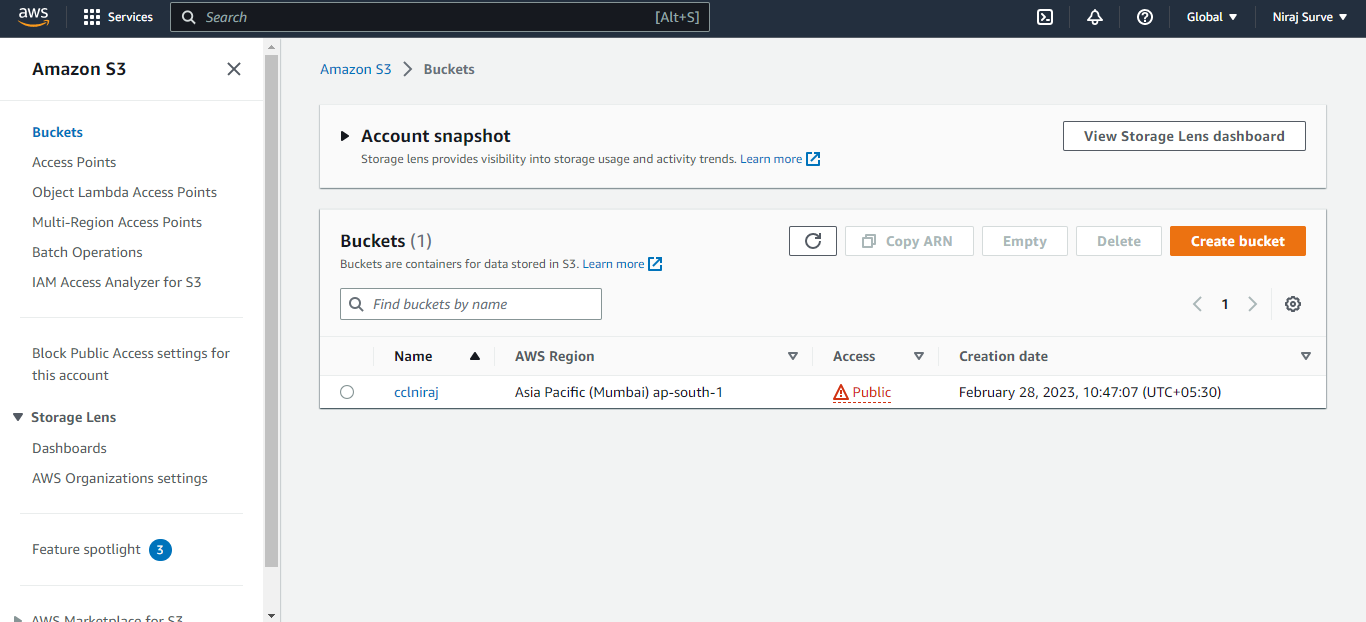 aws
Services
Search
[Alt+S]
Global
Niraj Surve
Amazon S3
Buckets
Access Points
Object Lambda Access Points
Multi-Region Access Points
Batch Operations
IAM Access Analyzer for S3
Block Public Access settings for
this account
Storage Lens
Dashboards
AWS Organizations settings
Feature spotlight 3
AWS Marketplace for S3
Amazon S3 Buckets
Account snapshot
Storage lens provides visibility into storage usage and activity trends. Learn more
View Storage Lens dashboard
Buckets (1)
Buckets are containers for data stored in S3. Learn more
Copy ARN
Empty
Delete
Create bucket
Find buckets by name
1
Name AWS Region Access Creation date
cclniraj Asia Pacific (Mumbai) ap-south-1 Public February 28, 2023, 10:47:07 (UTC+05:30)